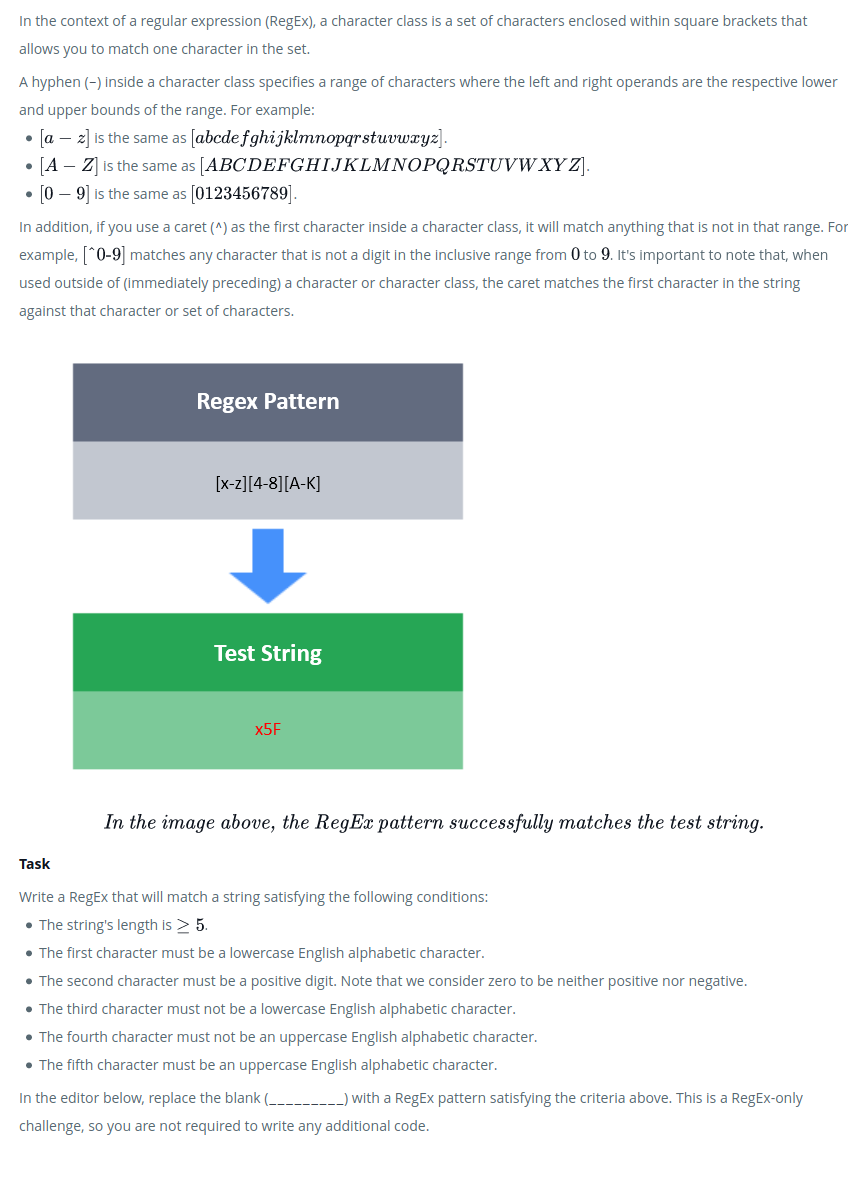 In the context of a regular expression (RegEx), a character class is a set of characters enclosed within square brackets that
allows you to match one character in the set.
A hyphen (-) inside a character class specifies a range of characters where the left and right operands are the respective lower
and upper bounds of the range. For example:
• [a − z] is the same as [abcdefghijklmnopqrstuvwxyz].
• [A − Z] is the same as [ABCDEFGHIJKLMNOPQRSTUVWXYZ].
• [0 − 9] is the same as [0123456789].
In addition, if you use a caret (^) as the first character inside a character class, it will match anything that is not in that range. For
example, [^0-9] matches any character that is not a digit in the inclusive range from 0 to 9. It's important to note that, when
used outside of (immediately preceding) a character or character class, the caret matches the first character in the string
against that character or set of characters.
Regex Pattern
[x-z][4-8][A-K]
Test String
x5F
In the image above, the RegEx pattern successfully matches the test string.
Task
Write a RegEx that will match a string satisfying the following conditions:
• The string's length is ≥ 5.
• The first character must be a lowercase English alphabetic character.
• The second character must be a positive digit. Note that we consider zero to be neither positive nor negative.
• The third character must not be a lowercase English alphabetic character.
• The fourth character must not be an uppercase English alphabetic character.
• The fifth character must be an uppercase English alphabetic character.
In the editor below, replace the blank (_________) with a RegEx pattern satisfying the criteria above. This is a RegEx-only
challenge, so you are not required to write any additional code.